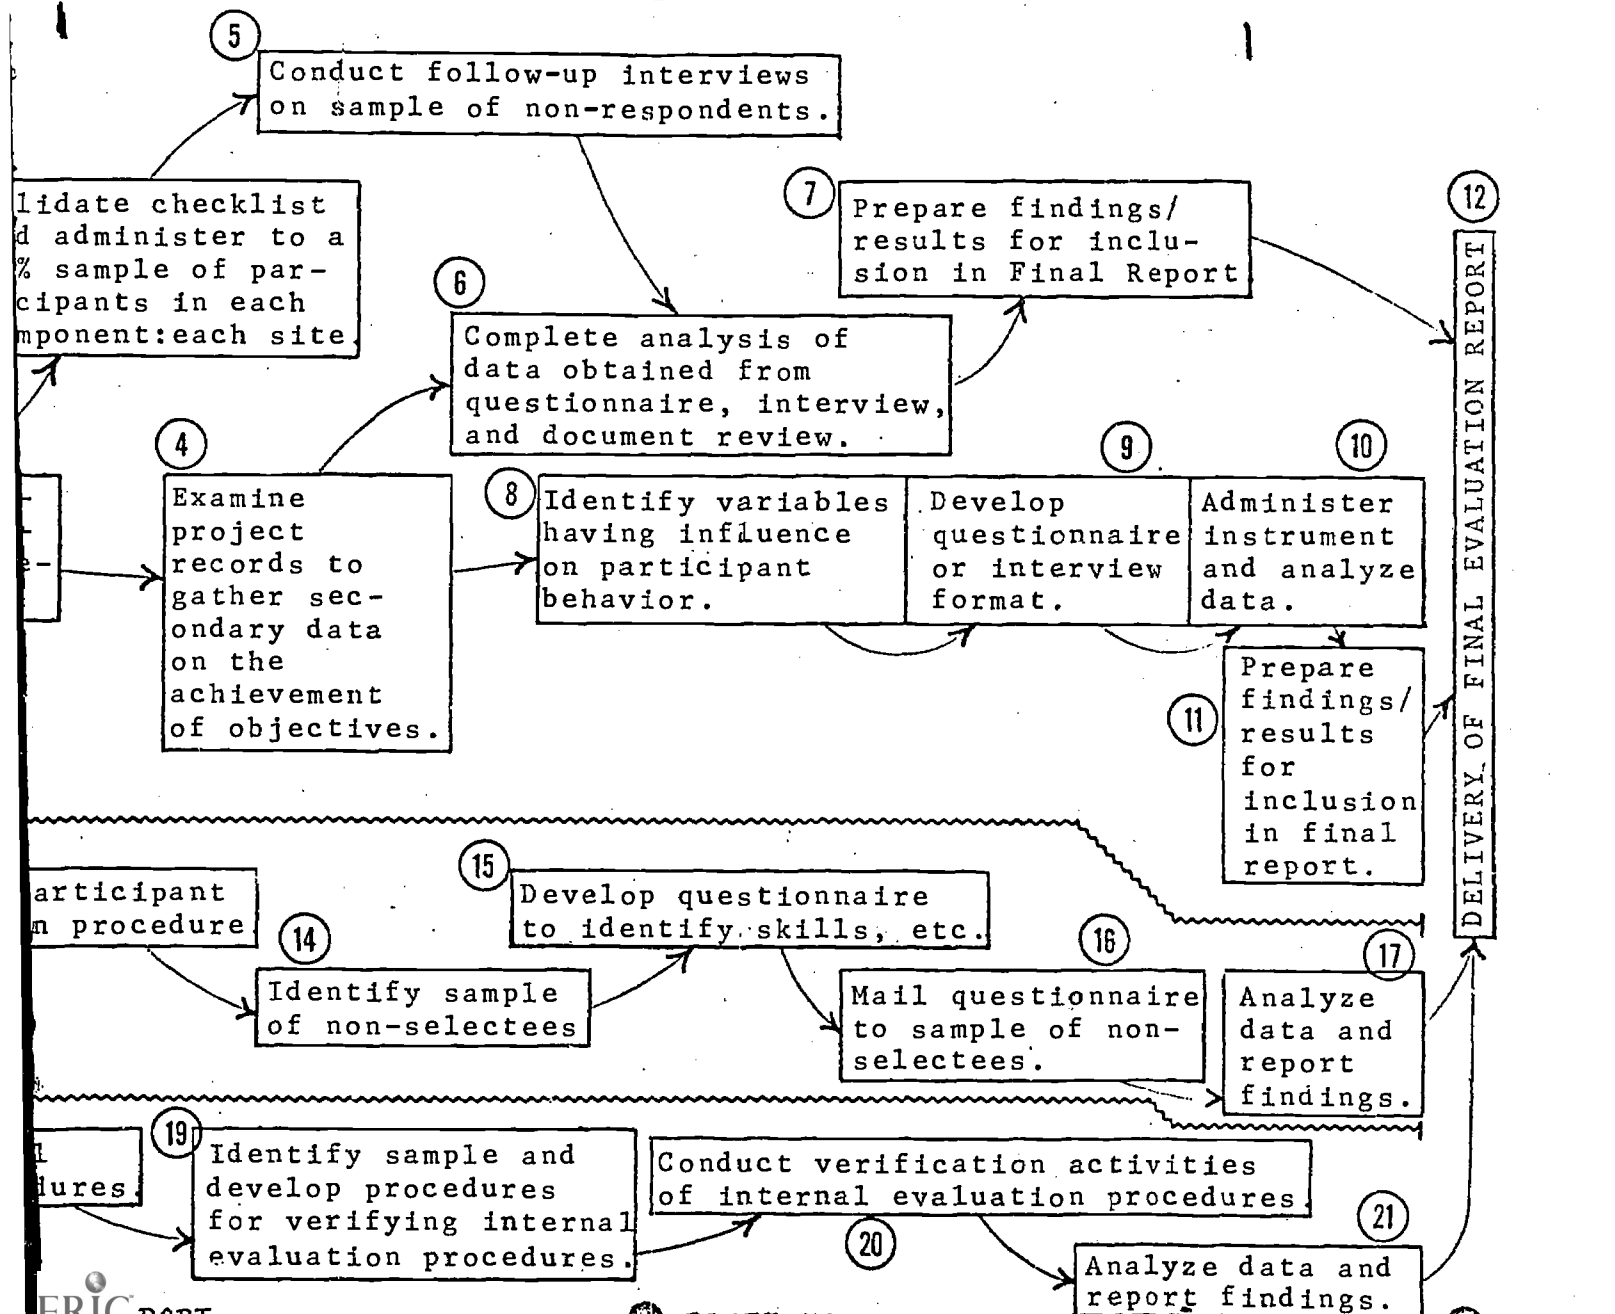 5
Conduct follow-up interviews
on sample of non-respondents.
lidate checklist
d administer to a
% sample of par-
cipants in each
mponent:each site.
7
Prepare findings/
results for inclu-
sion in Final Report
12
DELIVERY OF FINAL EVALUATION REPORT
6
Complete analysis of
data obtained from
questionnaire, interview,
and document review.
4
Examine
project
records to
gather sec-
ondary data
on the
achievement
of objectives.
e-
8
Identify variables
having influence
on participant
behavior.
9
Develop
questionnaire
or interview
format.
10
Administer
instrument
and analyze
data.
11
Prepare
findings/
results
for
inclusion
in final
report.
articipant
n procedure
14
Identify sample
of non-selectees
15
Develop questionnaire
to identify skills, etc.
16
Mail questionnaire
to sample of non-
selectees.
17
Analyze
data and
report
findings.
l
dures.
19
Identify sample and
develop procedures
for verifying internal
evaluation procedures.
Conduct verification activities
of internal evaluation procedures.
20
21
Analyze data and
report findings.
ERIC